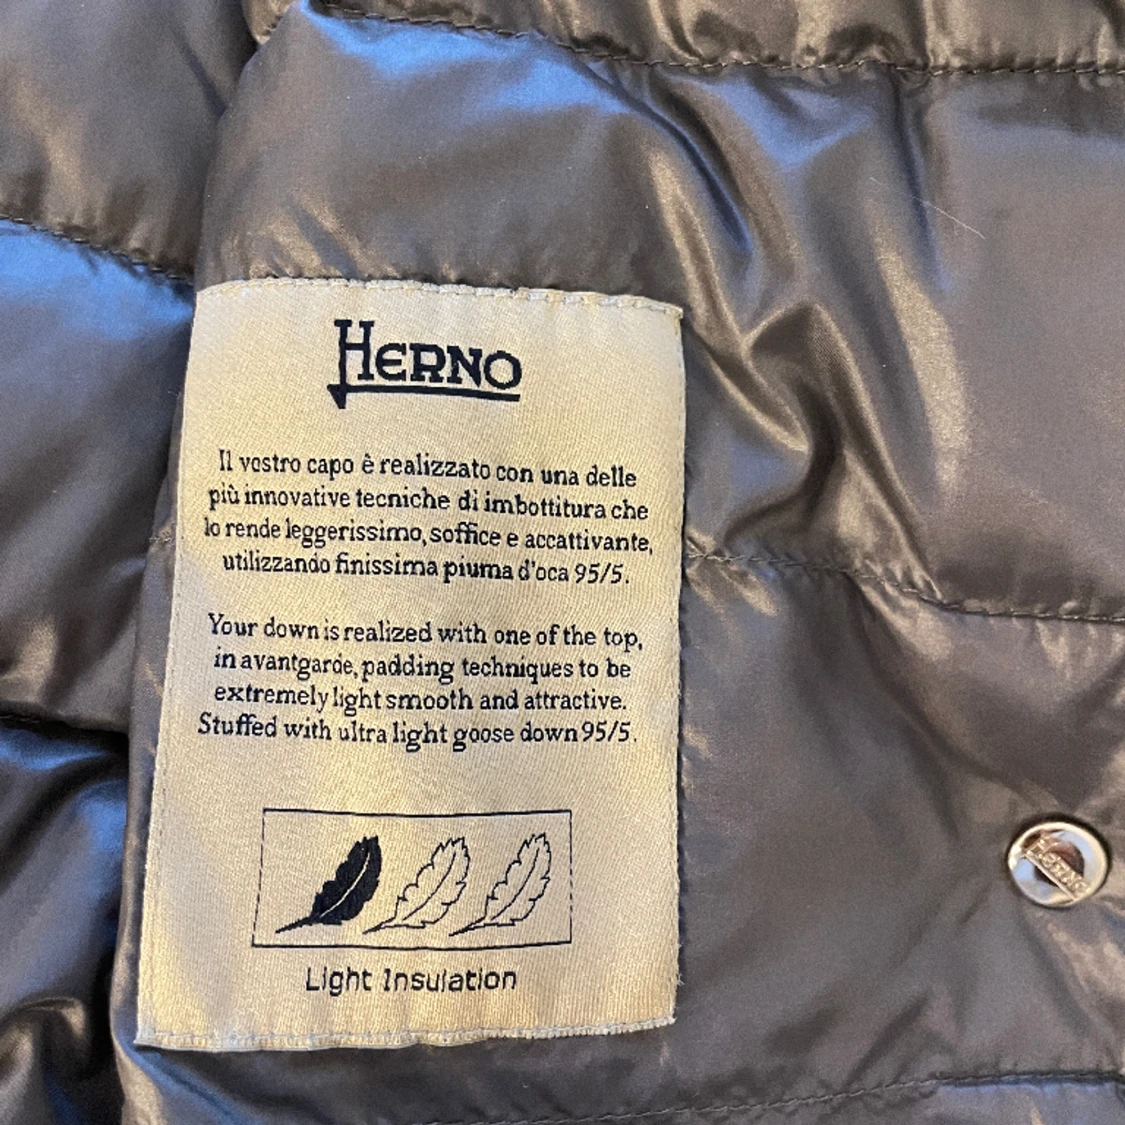 HERNO
Il vostro capo è realizzato con una delle
più innovative tecniche di imbottitura che
lo rende leggerissimo, soffice e accattivante,
utilizzando finissima piuma d'oca 95/5.
Your down is realized with one of the top,
in avantgarde, padding techniques to be
extremely light smooth and attractive.
Stuffed with ultra light goose down 95/5.
Light Insulation
HERNO